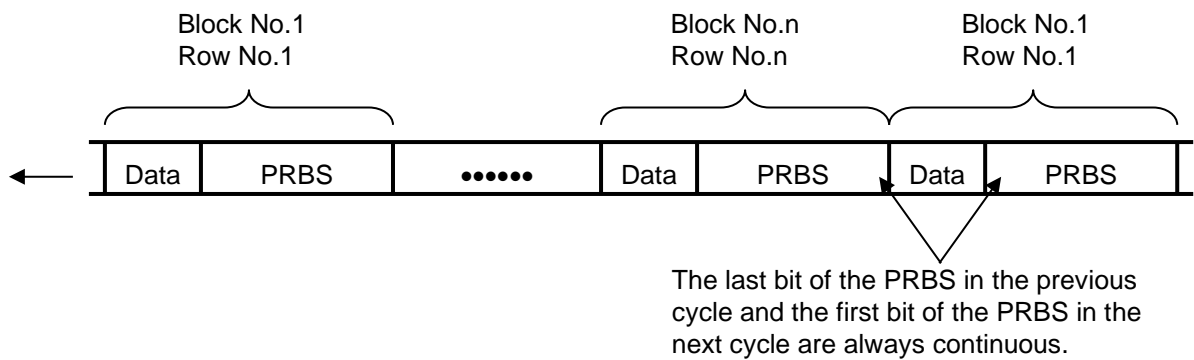 Block No.1
Row No.1
Block No.n
Row No.n
Block No.1
Row No.1
Data PRBS •••••• Data PRBS Data PRBS
The last bit of the PRBS in the previous
cycle and the first bit of the PRBS in the
next cycle are always continuous.